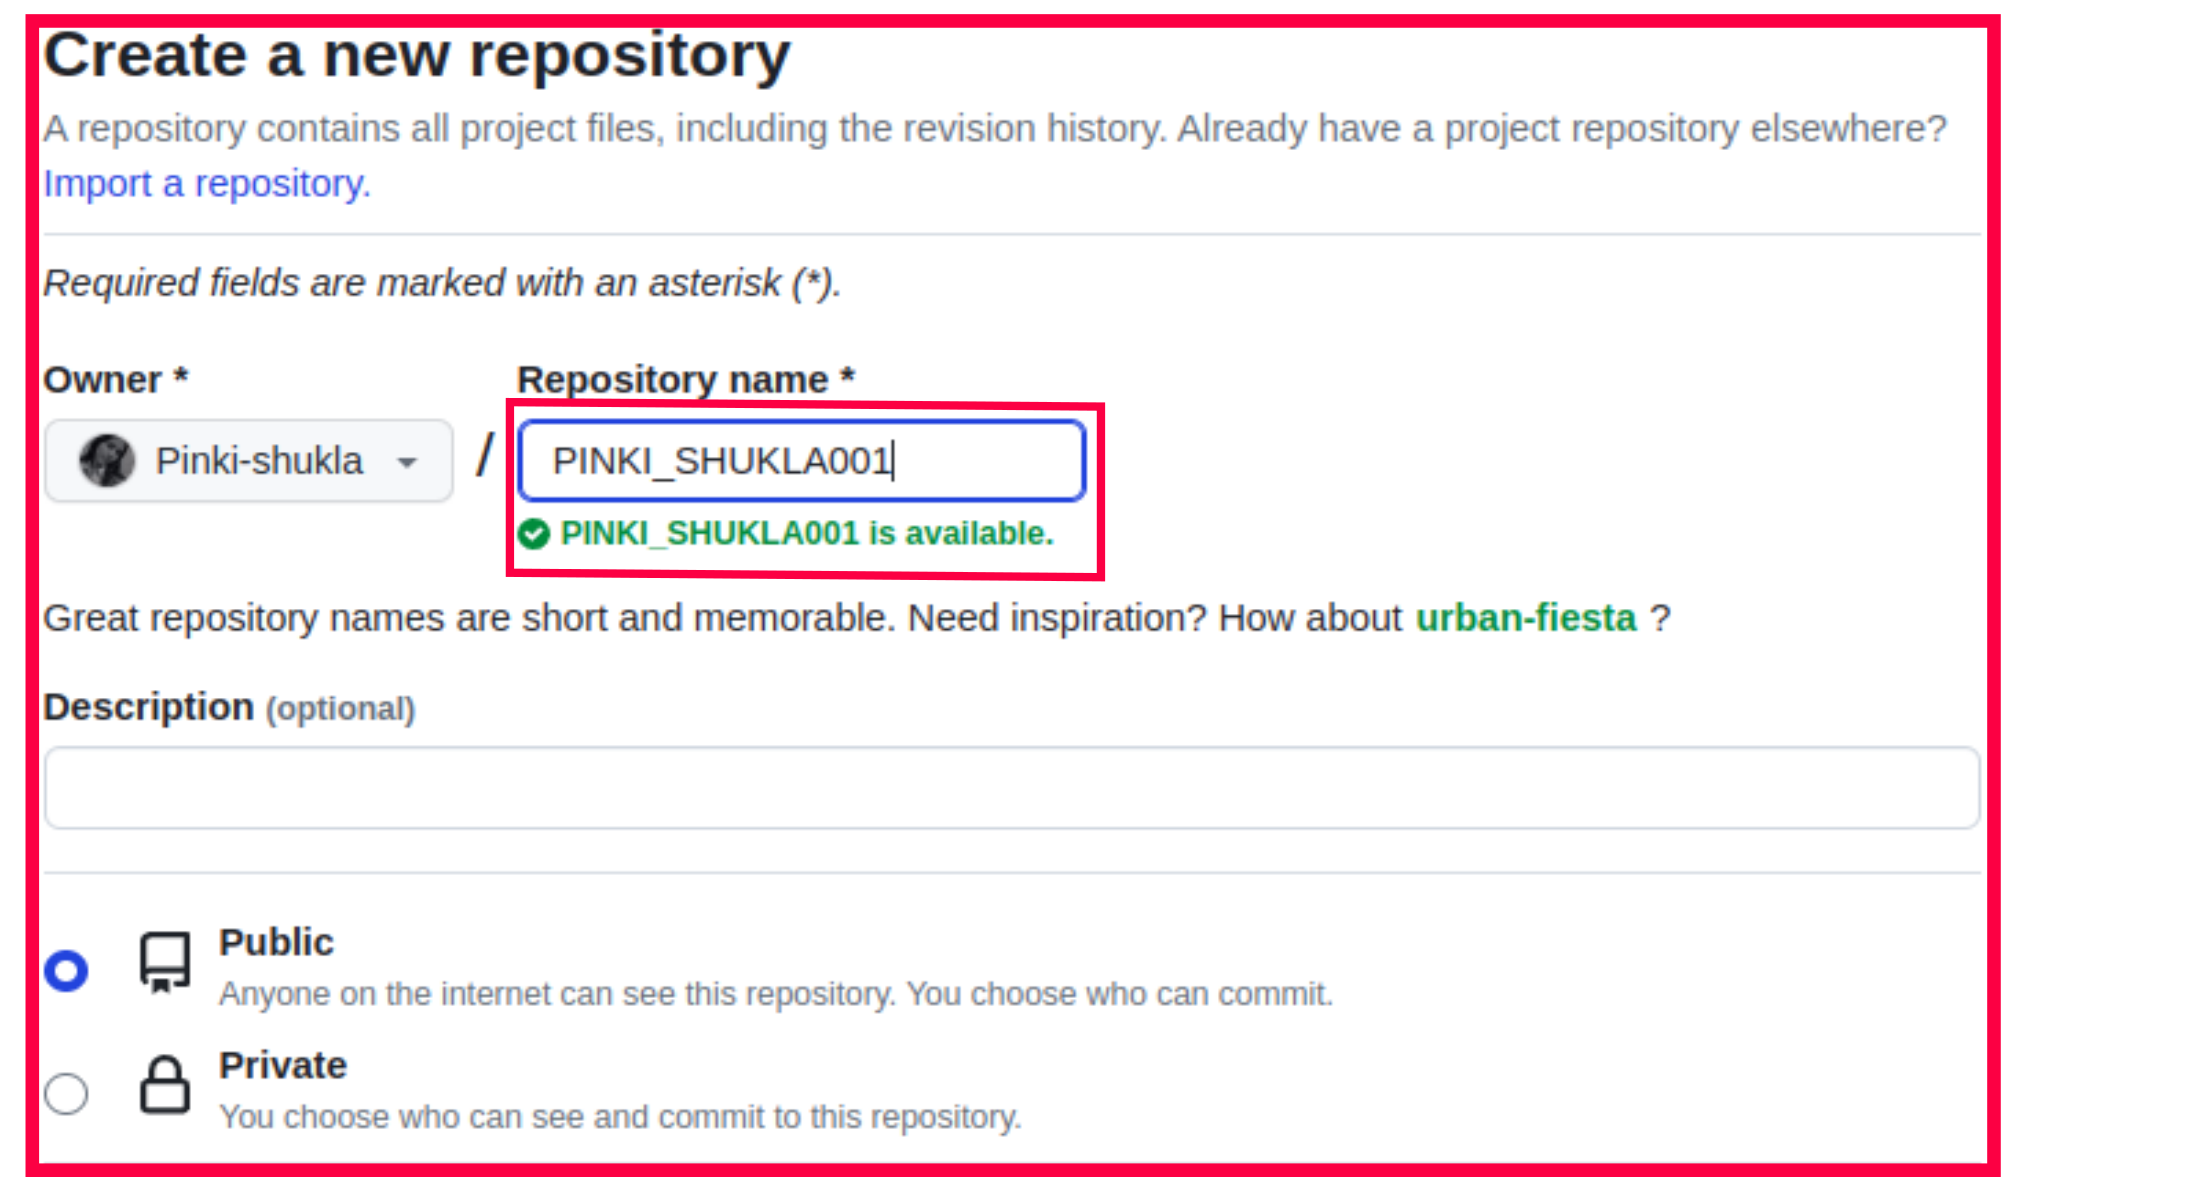 Create a new repository
A repository contains all project files, including the revision history. Already have a project repository elsewhere?
Import a repository.
Required fields are marked with an asterisk (*).
Owner * Repository name *
Pinki-shukla / PINKI_SHUKLA001
PINKI_SHUKLA001 is available.
Great repository names are short and memorable. Need inspiration? How about urban-fiesta ?
Description (optional)
Public
Anyone on the internet can see this repository. You choose who can commit.
Private
You choose who can see and commit to this repository.